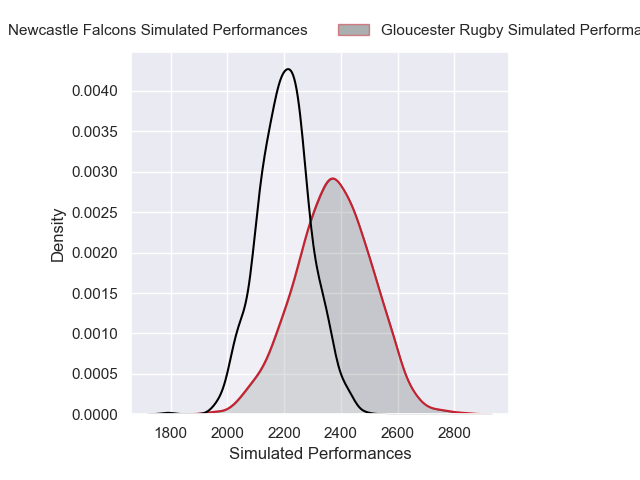 Newcastle Falcons Simulated Performances
Gloucester Rugby Simulated
0.0040
0.0035
0.0030
0.0025
0.0020
0.0015
0.0010
0.0005
0.0000
Density
1800 2000 2200 2400 2600 2800
Simulated Performances